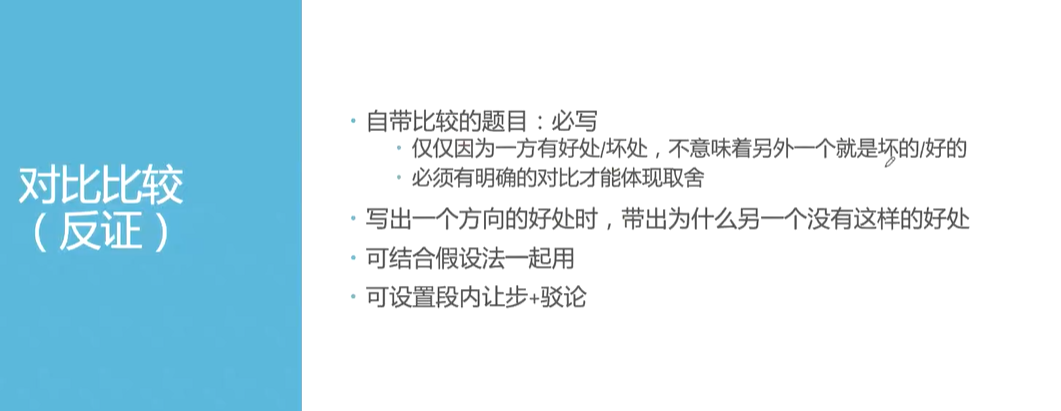 对比比较
（反证）
自带比较的题目：必写
仅仅因为一方有好处/坏处，不意味着另外一个就是坏的/好的
必须有明确的对比才能体现取舍
写出一个方向的好处时，带出为什么另一个没有这样的好处
可结合假设法一起用
可设置段内让步+驳论